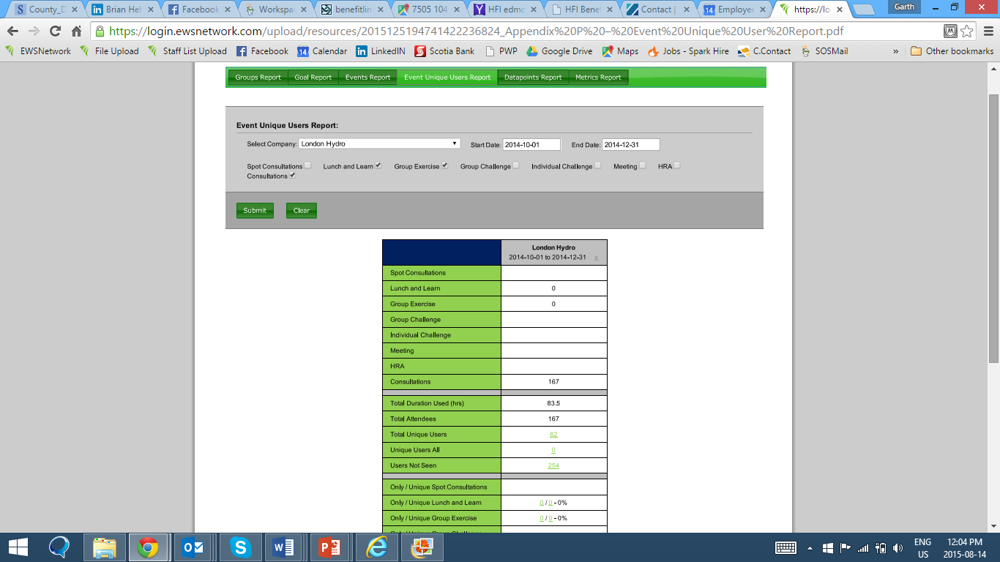 County_D
Brian Hel
Facebook
Workspa
benefitlin
7505 104
HFI edmo
HFI Bene
Contact |
Employee
https://lo
Garth
https://login.ewsnetwork.com/upload/resources/2015125194741422236824_Appendix%20P%20–%20Event%20Unique%20User%20Report.pdf
EWSNetwork File Upload Staff List Upload Facebook 14 Calendar LinkedIN Scotia Bank PWP Google Drive Maps Jobs - Spark Hire C.Contact SOSMail » Other bookmarks
Groups Report Goal Report Events Report Event Unique Users Report Datapoints Report Metrics Report
Event Unique Users Report:
Select Company: London Hydro Start Date: 2014-10-01 End Date: 2014-12-31
Spot Consultations Lunch and Learn Group Exercise Group Challenge Individual Challenge Meeting HRA
Consultations
Submit Clear
London Hydro
2014-10-01 to 2014-12-31 x
Spot Consultations
Lunch and Learn 0
Group Exercise 0
Group Challenge
Individual Challenge
Meeting
HRA
Consultations 167
Total Duration Used (hrs) 83.5
Total Attendees 167
Total Unique Users 82
Unique Users All 0
Users Not Seen 254
Only / Unique Spot Consultations
Only / Unique Lunch and Learn 0 / 0 - 0%
Only / Unique Group Exercise 0 / 0 - 0%
ENG 12:04 PM
US 2015-08-14